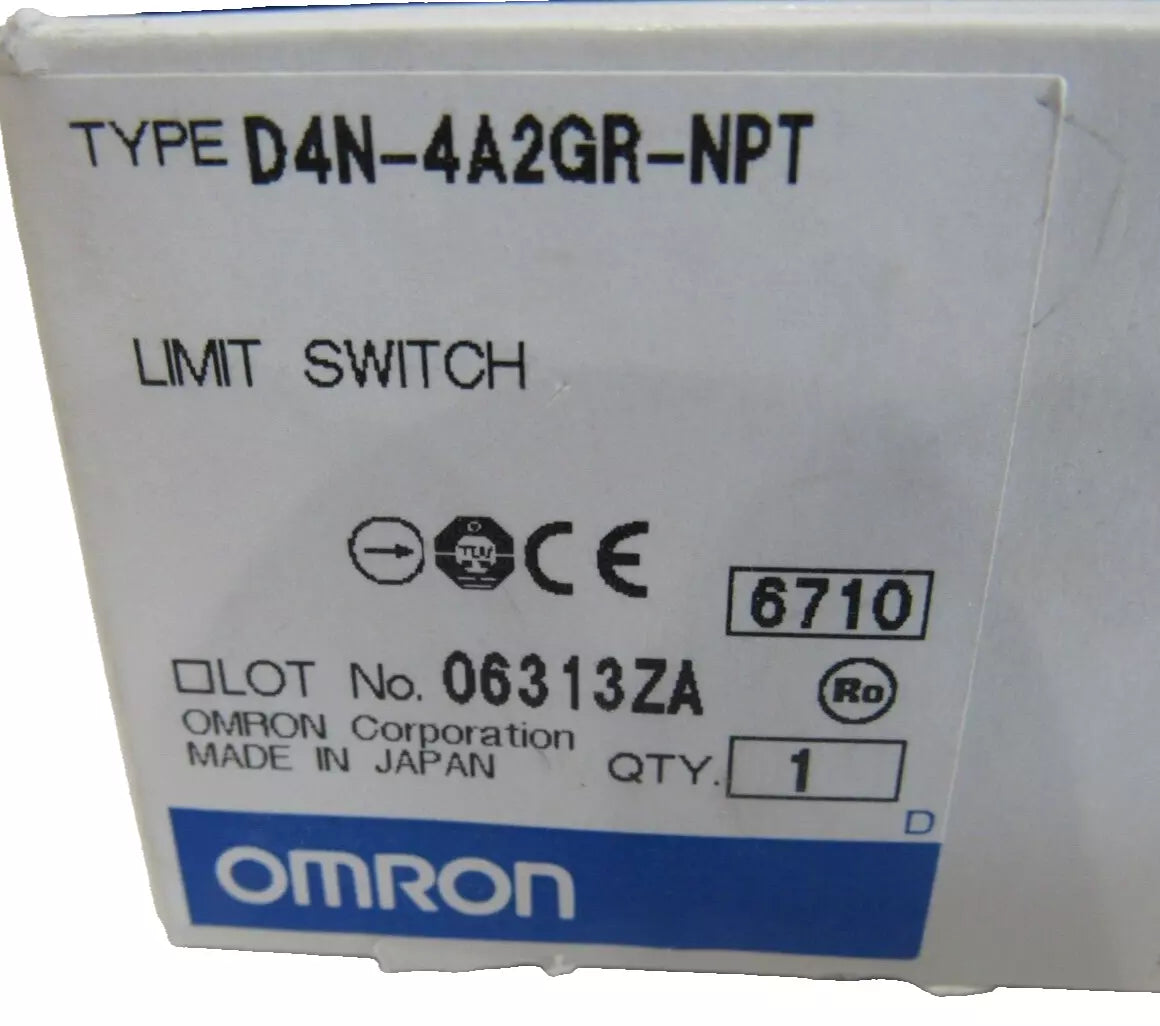 TYPE D4N-4A2GR-NPT
LIMIT SWITCH
TÜV
CE
6710
LOT No. 06313ZA
Ro
OMRON Corporation
MADE IN JAPAN
QTY. 1
D
OMRON